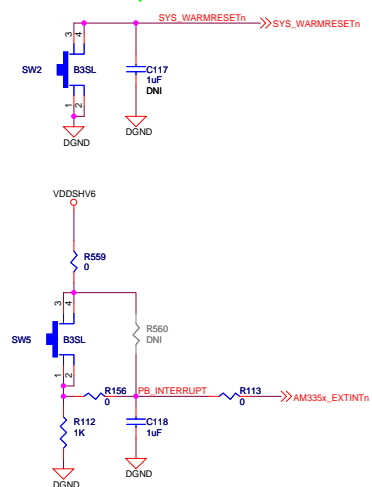 SYS_WARMRESETn
SYS_WARMRESETn
3
4
SW2
B3SL
C117
1uF
DNI
1
2
DGND
DGND
VDDSHV6
R559
0
3
4
SW5
B3SL
R560
DNI
1
2
R156
0
PB_INTERRUPT
R113
0
AM335x_EXTINTn
R112
1K
C118
1uF
DGND
DGND